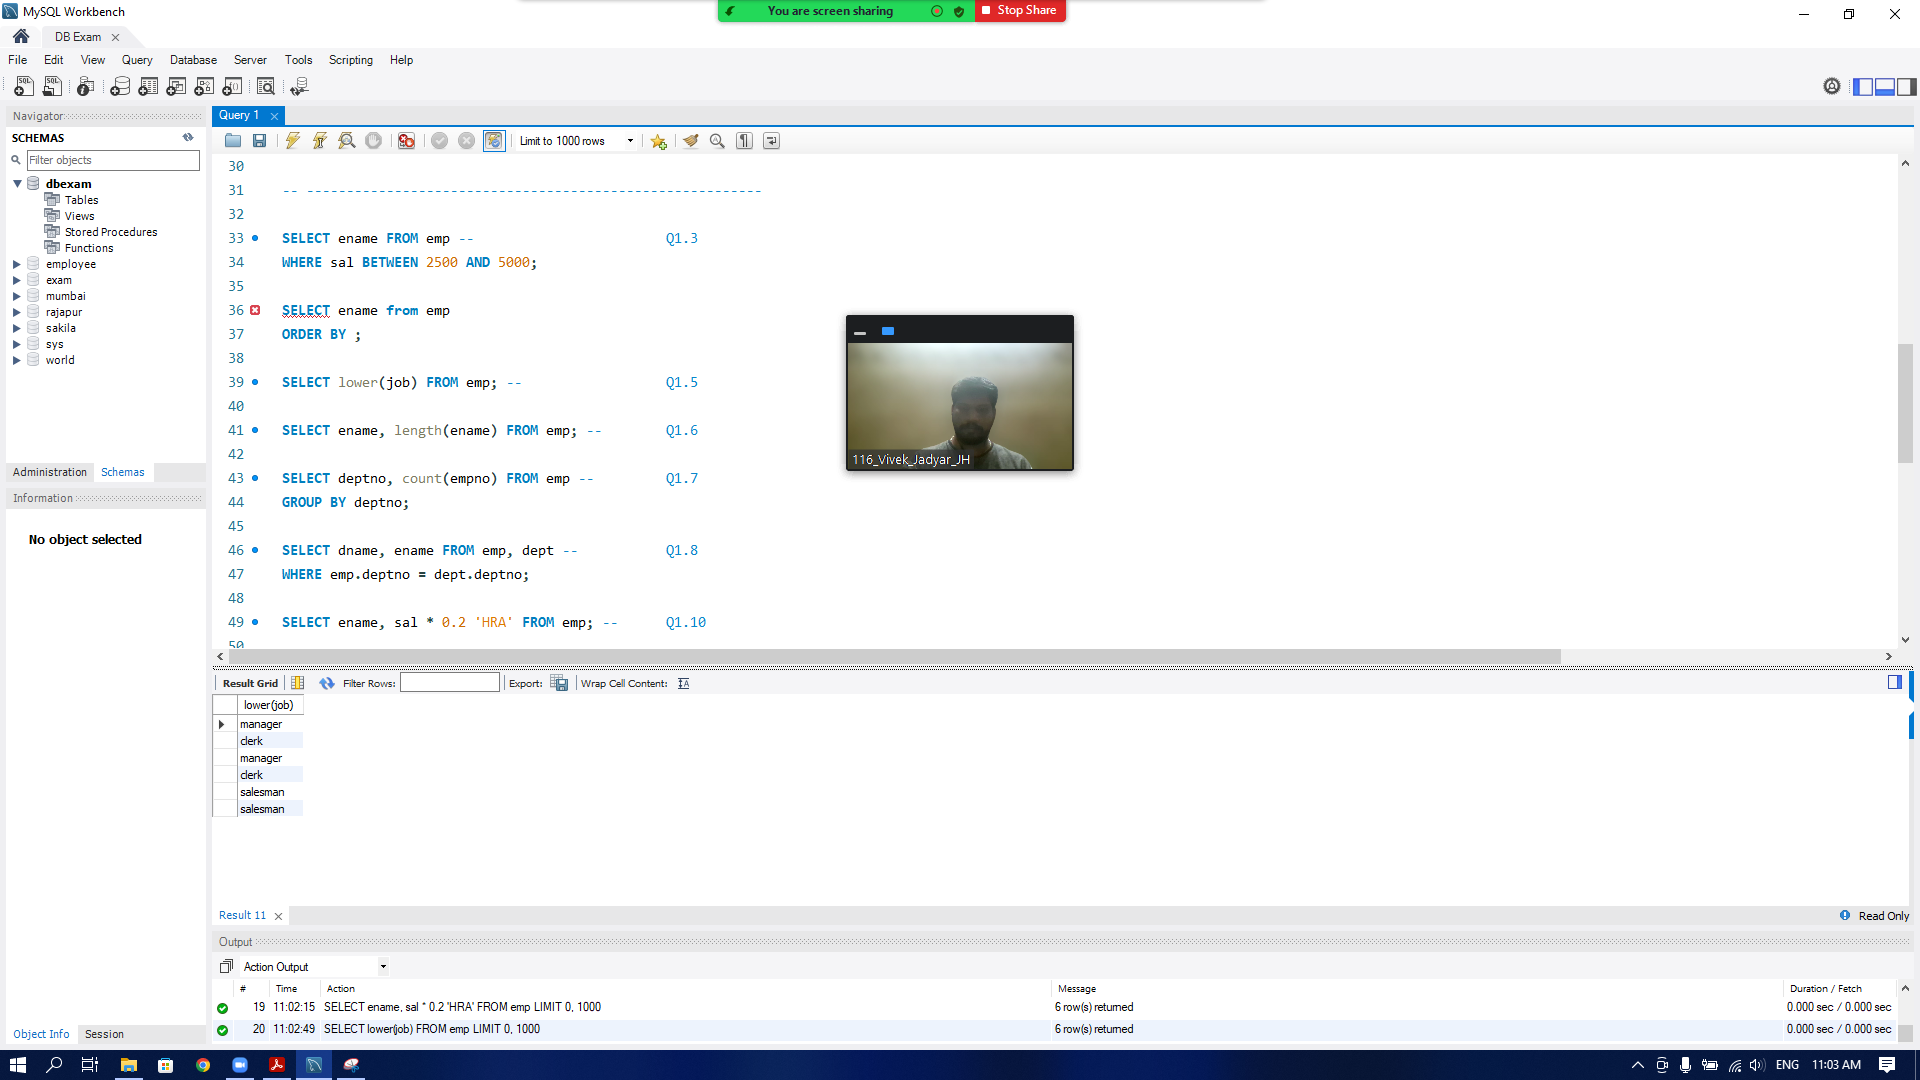 MySQL Workbench
You are screen sharing
Stop Share
DB Exam
File Edit View Query Database Server Tools Scripting Help
Navigator
SCHEMAS
Filter objects
dbexam
Tables
Views
Stored Procedures
Functions
employee
exam
mumbai
rajapur
sakila
sys
world
Administration Schemas
Information
No object selected
Object Info Session
Query 1
Limit to 1000 rows
30
31 -- ---------------------------------------------------------
32
33 SELECT ename FROM emp -- Q1.3
34 WHERE sal BETWEEN 2500 AND 5000;
35
36 SELECT ename from emp
37 ORDER BY ;
38
39 SELECT lower(job) FROM emp; -- Q1.5
40
41 SELECT ename, length(ename) FROM emp; -- Q1.6
42
43 SELECT deptno, count(empno) FROM emp -- Q1.7
44 GROUP BY deptno;
45
46 SELECT dname, ename FROM emp, dept -- Q1.8
47 WHERE emp.deptno = dept.deptno;
48
49 SELECT ename, sal * 0.2 'HRA' FROM emp; -- Q1.10
50
116_Vivek_Jadyar_JH
Result Grid Filter Rows: Export: Wrap Cell Content:
lower(job)
manager
clerk
manager
clerk
salesman
salesman
Result 11
Read Only
Output
Action Output
# Time Action Message Duration / Fetch
19 11:02:15 SELECT ename, sal * 0.2 'HRA' FROM emp LIMIT 0, 1000 6 row(s) returned 0.000 sec / 0.000 sec
20 11:02:49 SELECT lower(job) FROM emp LIMIT 0, 1000 6 row(s) returned 0.000 sec / 0.000 sec
ENG 11:03 AM